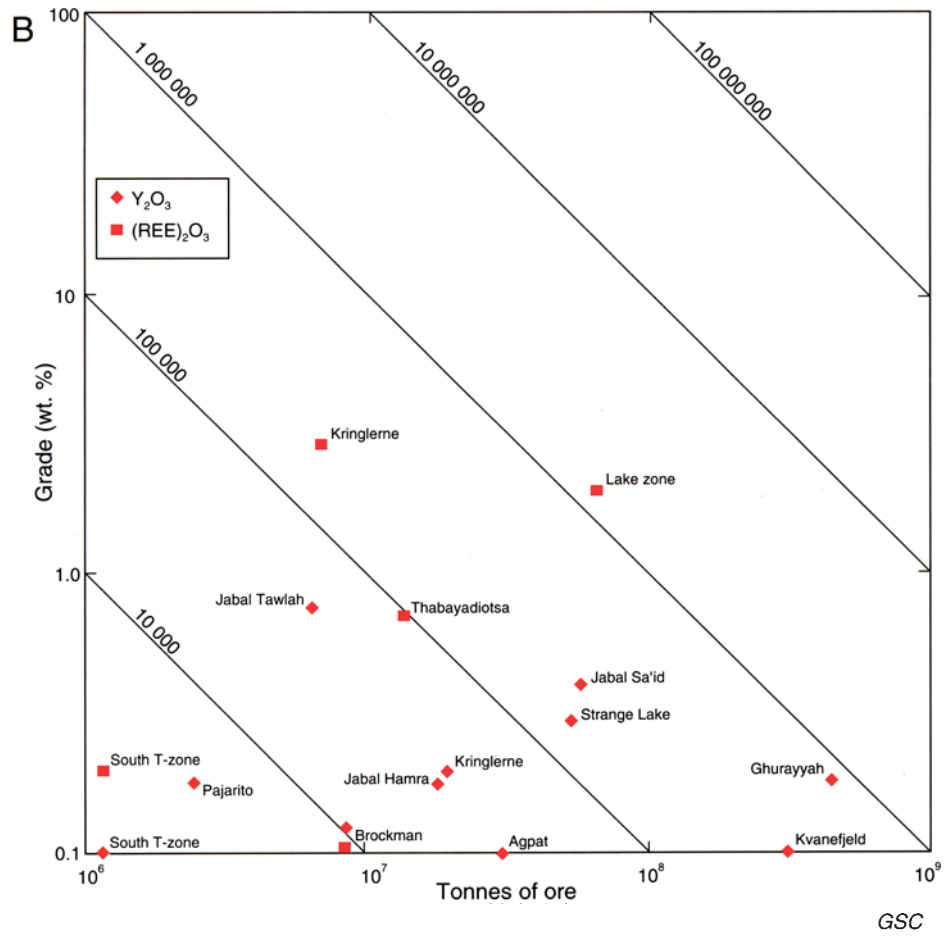 B
100
1 000 000
10 000 000
100 000 000
Y₂O₃
(REE)₂O₃
10
100 000
Grade (wt. %)
Kringlerne
Lake zone
1.0
Jabal Tawlah
Thabayadiotsa
10 000
Jabal Sa'id
Strange Lake
South T-zone
Kringlerne
Ghurayyah
Jabal Hamra
Pajarito
Brockman
South T-zone
Agpat
Kvanefjeld
0.1
10⁶
10⁷
10⁸
10⁹
Tonnes of ore
GSC